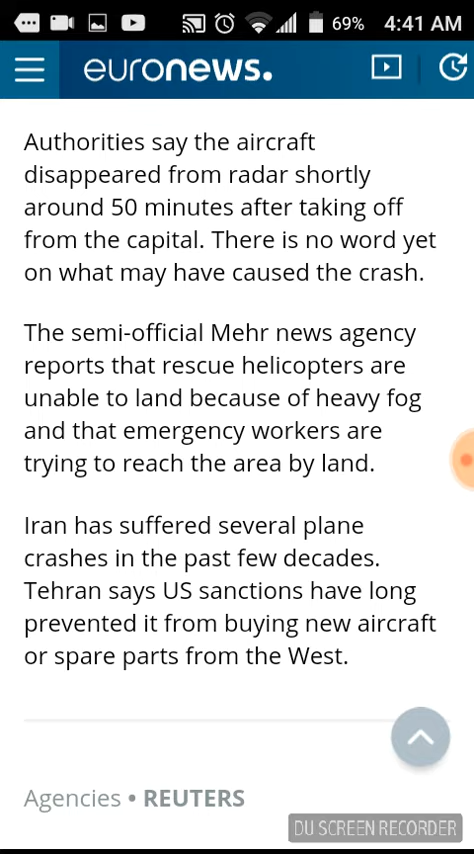 69% 4:41 AM
euronews.
Authorities say the aircraft
disappeared from radar shortly
around 50 minutes after taking off
from the capital. There is no word yet
on what may have caused the crash.
The semi-official Mehr news agency
reports that rescue helicopters are
unable to land because of heavy fog
and that emergency workers are
trying to reach the area by land.
Iran has suffered several plane
crashes in the past few decades.
Tehran says US sanctions have long
prevented it from buying new aircraft
or spare parts from the West.
Agencies • REUTERS
DU SCREEN RECORDER